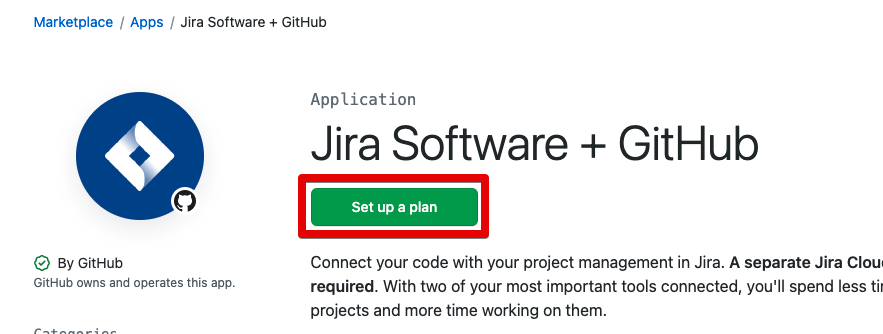 Marketplace / Apps / Jira Software + GitHub
Application
Jira Software + GitHub
Set up a plan
By GitHub
GitHub owns and operates this app.
Connect your code with your project management in Jira. A separate Jira Clou
required. With two of your most important tools connected, you'll spend less ti
projects and more time working on them.
Categories